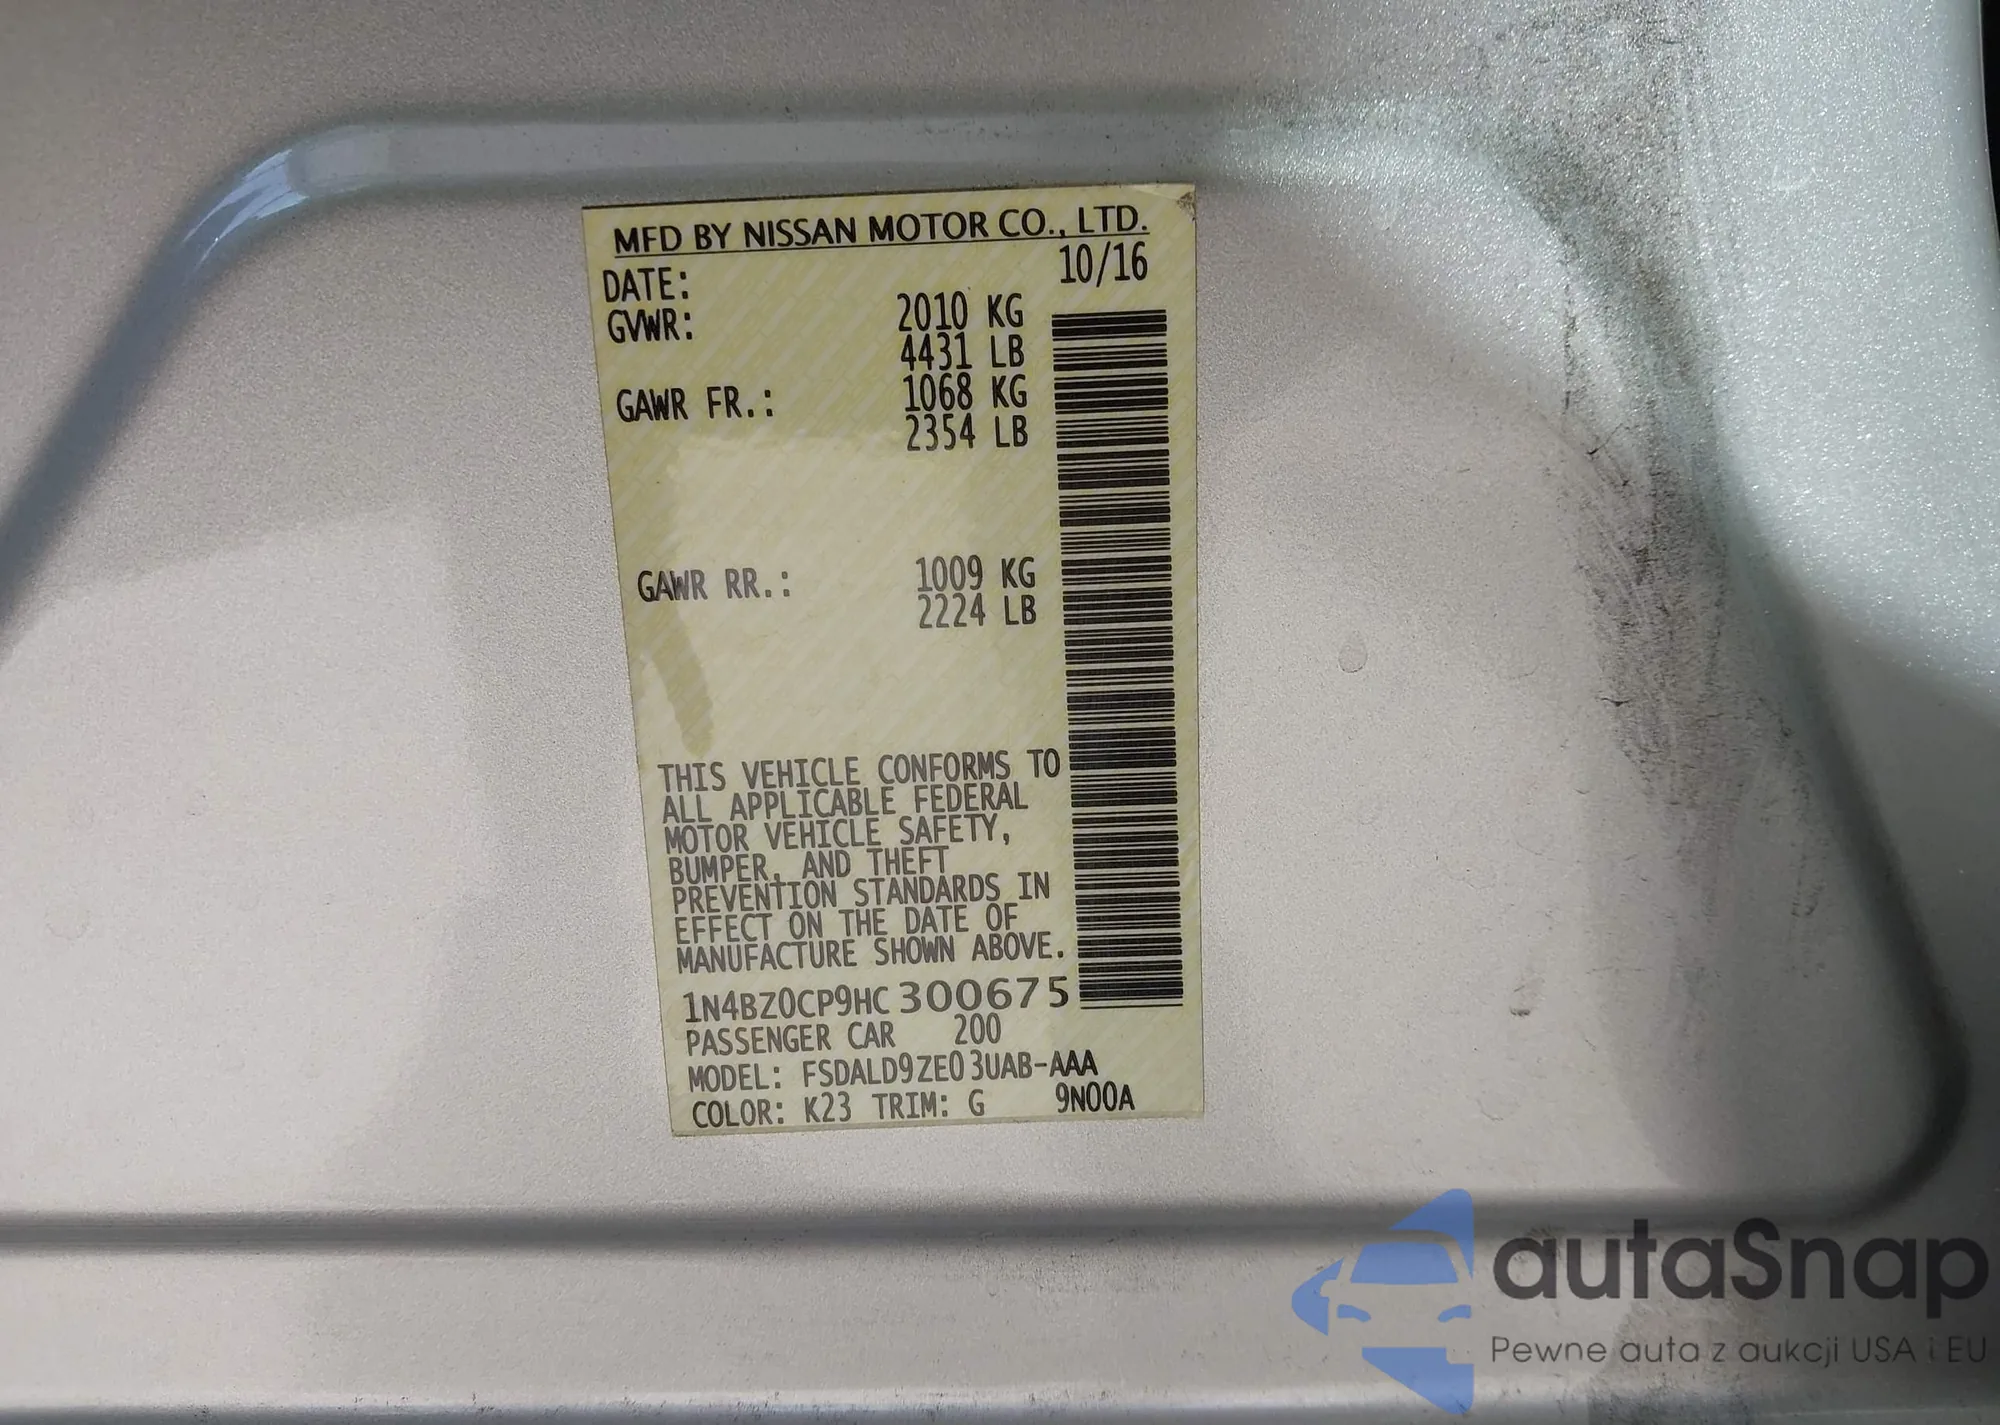 MFD BY NISSAN MOTOR CO., LTD.
DATE: 10/16
GVWR: 2010 KG
4431 LB
GAWR FR.: 1068 KG
2354 LB
GAWR RR.: 1009 KG
2224 LB
THIS VEHICLE CONFORMS TO
ALL APPLICABLE FEDERAL
MOTOR VEHICLE SAFETY,
BUMPER, AND THEFT
PREVENTION STANDARDS IN
EFFECT ON THE DATE OF
MANUFACTURE SHOWN ABOVE.
1N4BZ0CP9HC300675
PASSENGER CAR 200
MODEL: FSDALD9ZE03UAB-AAA
COLOR: K23 TRIM: G 9N00A
autaSnap
Pewne auta z aukcji USA i EU